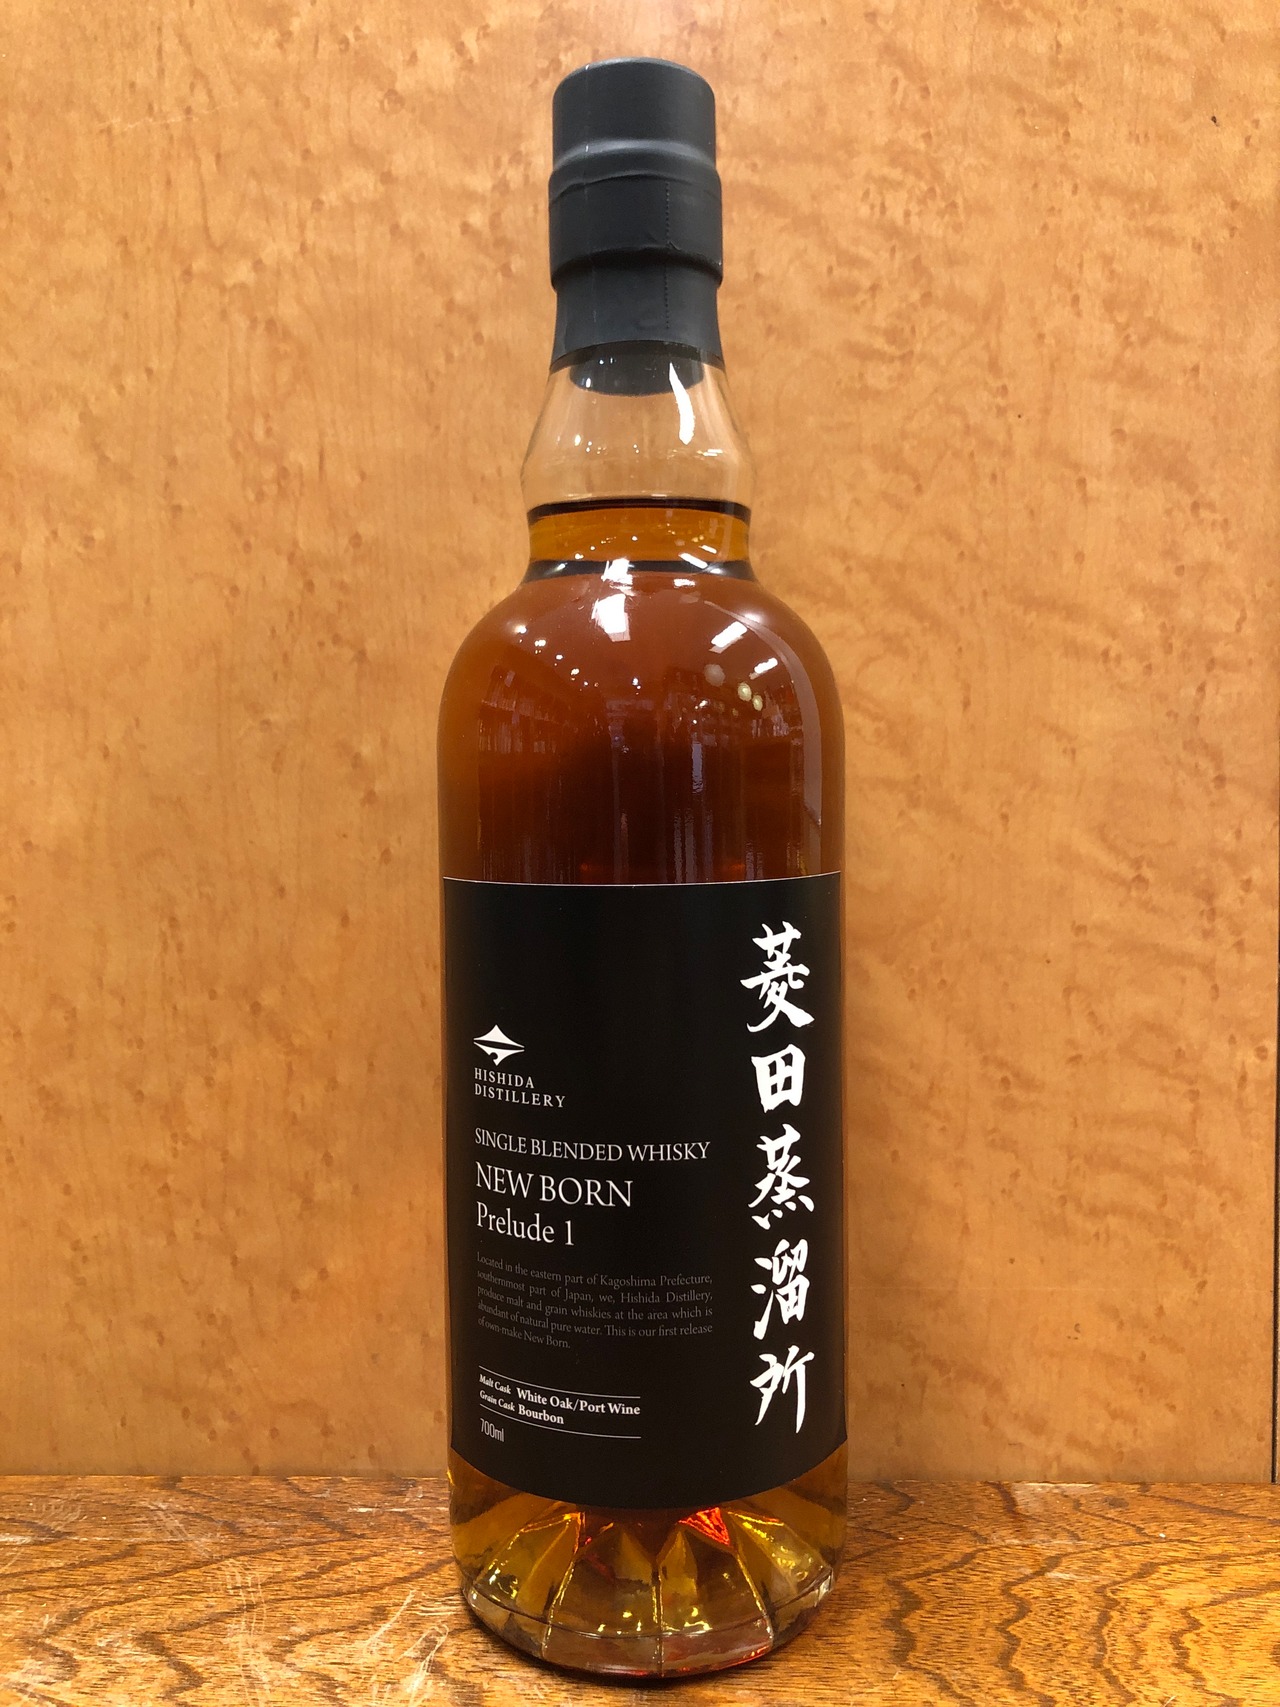 HISHIDA
DISTILLERY
SINGLE BLENDED WHISKY
NEW BORN
Prelude 1
Located in the eastern part of Kagoshima Prefecture,
southernmost part of Japan, we, Hishida Distillery,
produce malt and grain whiskies at the area which is
abundant of natural pure water. This is our first release
of own-make New Born.
Malt Cask White Oak/Port Wine
Grain Cask Bourbon
700ml
菱田蒸溜所